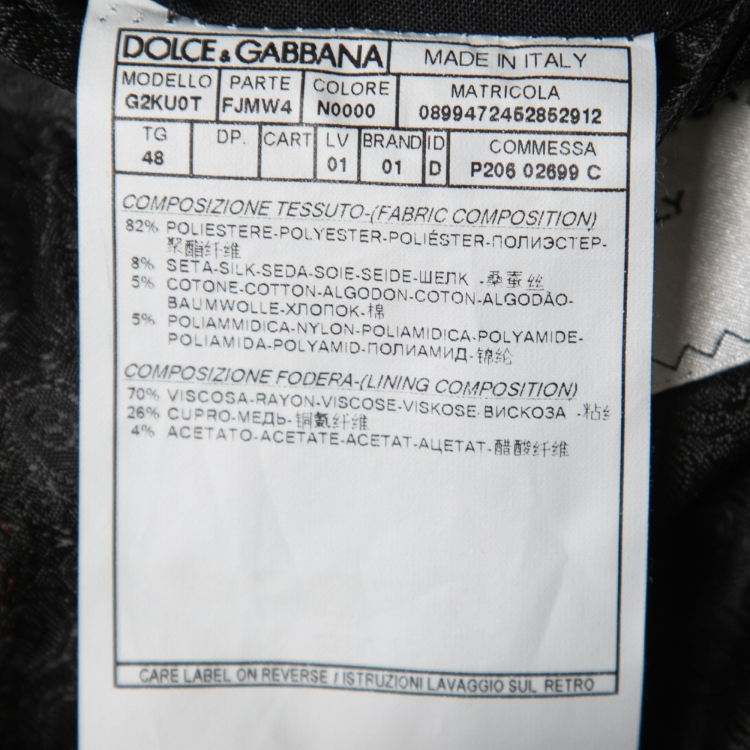 DOLCE & GABBANA MADE IN ITALY
MODELLO PARTE COLORE MATRICOLA
G2KU0T FJMW4 N0000 0899472462852912
TG DP. CART LV BRAND ID COMMESSA
48 01 01 D P206 02699 C
COMPOSIZIONE TESSUTO-(FABRIC COMPOSITION)
82% POLIESTERE-POLYESTER-POLIÉSTER-ПОЛИЭСТЕР-
聚酯纤维
8% SETA-SILK-SEDA-SOIE-SEIDE-ШЕЛК -桑蚕丝
5% COTONE-COTTON-ALGODON-COTON-ALGODÃO-
BAUMWOLLE-ХЛОПОК-棉
5% POLIAMMIDICA-NYLON-POLIAMIDICA-POLYAMIDE-
POLIAMIDA-POLYAMID-ПОЛИАМИД-锦纶
COMPOSIZIONE FODERA-(LINING COMPOSITION)
70% VISCOSA-RAYON-VISCOSE-VISKOSE-ВИСКОЗА -粘
26% CUPRO-МЕДЬ-铜氨纤维
4% ACETATO-ACETATE-ACETAT-АЦЕТАТ-醋酸纤维
CARE LABEL ON REVERSE / ISTRUZIONI LAVAGGIO SUL RETRO